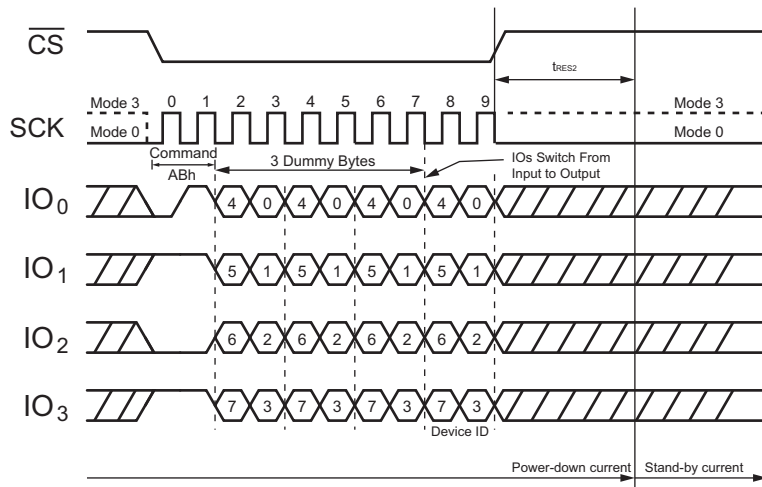 CS
tRES2
Mode 3 0 1 2 3 4 5 6 7 8 9 Mode 3
SCK
Mode 0 Mode 0
Command 3 Dummy Bytes IOs Switch From
ABh Input to Output
IO0 4 0 4 0 4 0 4 0
IO1 5 1 5 1 5 1 5 1
IO2 6 2 6 2 6 2 6 2
IO3 7 3 7 3 7 3 7 3
Device ID
Power-down current Stand-by current